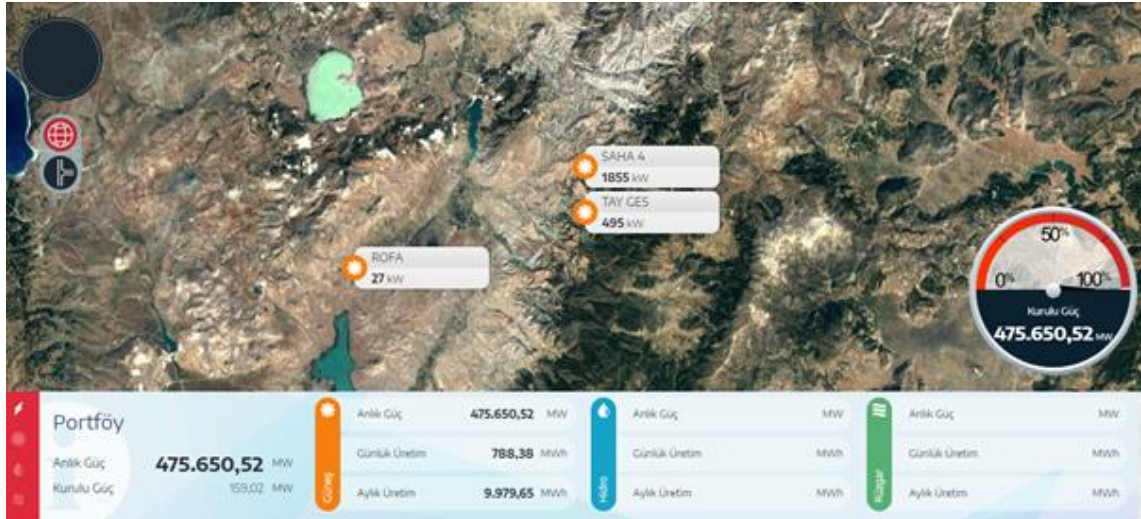 SAHA 4
1855 kW
TAY GES
495 kW
ROFA
27 kW
50%
0%
100%
Kurulu Güç
475.650,52 MW
Portföy
Anlık Güç 475.650,52 MW
Kurulu Güç 159,02 MW
Güneş
Anlık Güç 475.650,52 MW
Günlük Üretim 788,38 MWh
Aylık Üretim 9.979,65 MWh
Hidro
Anlık Güç MW
Günlük Üretim MWh
Aylık Üretim MWh
Rüzgar
Anlık Güç MW
Günlük Üretim MWh
Aylık Üretim MWh